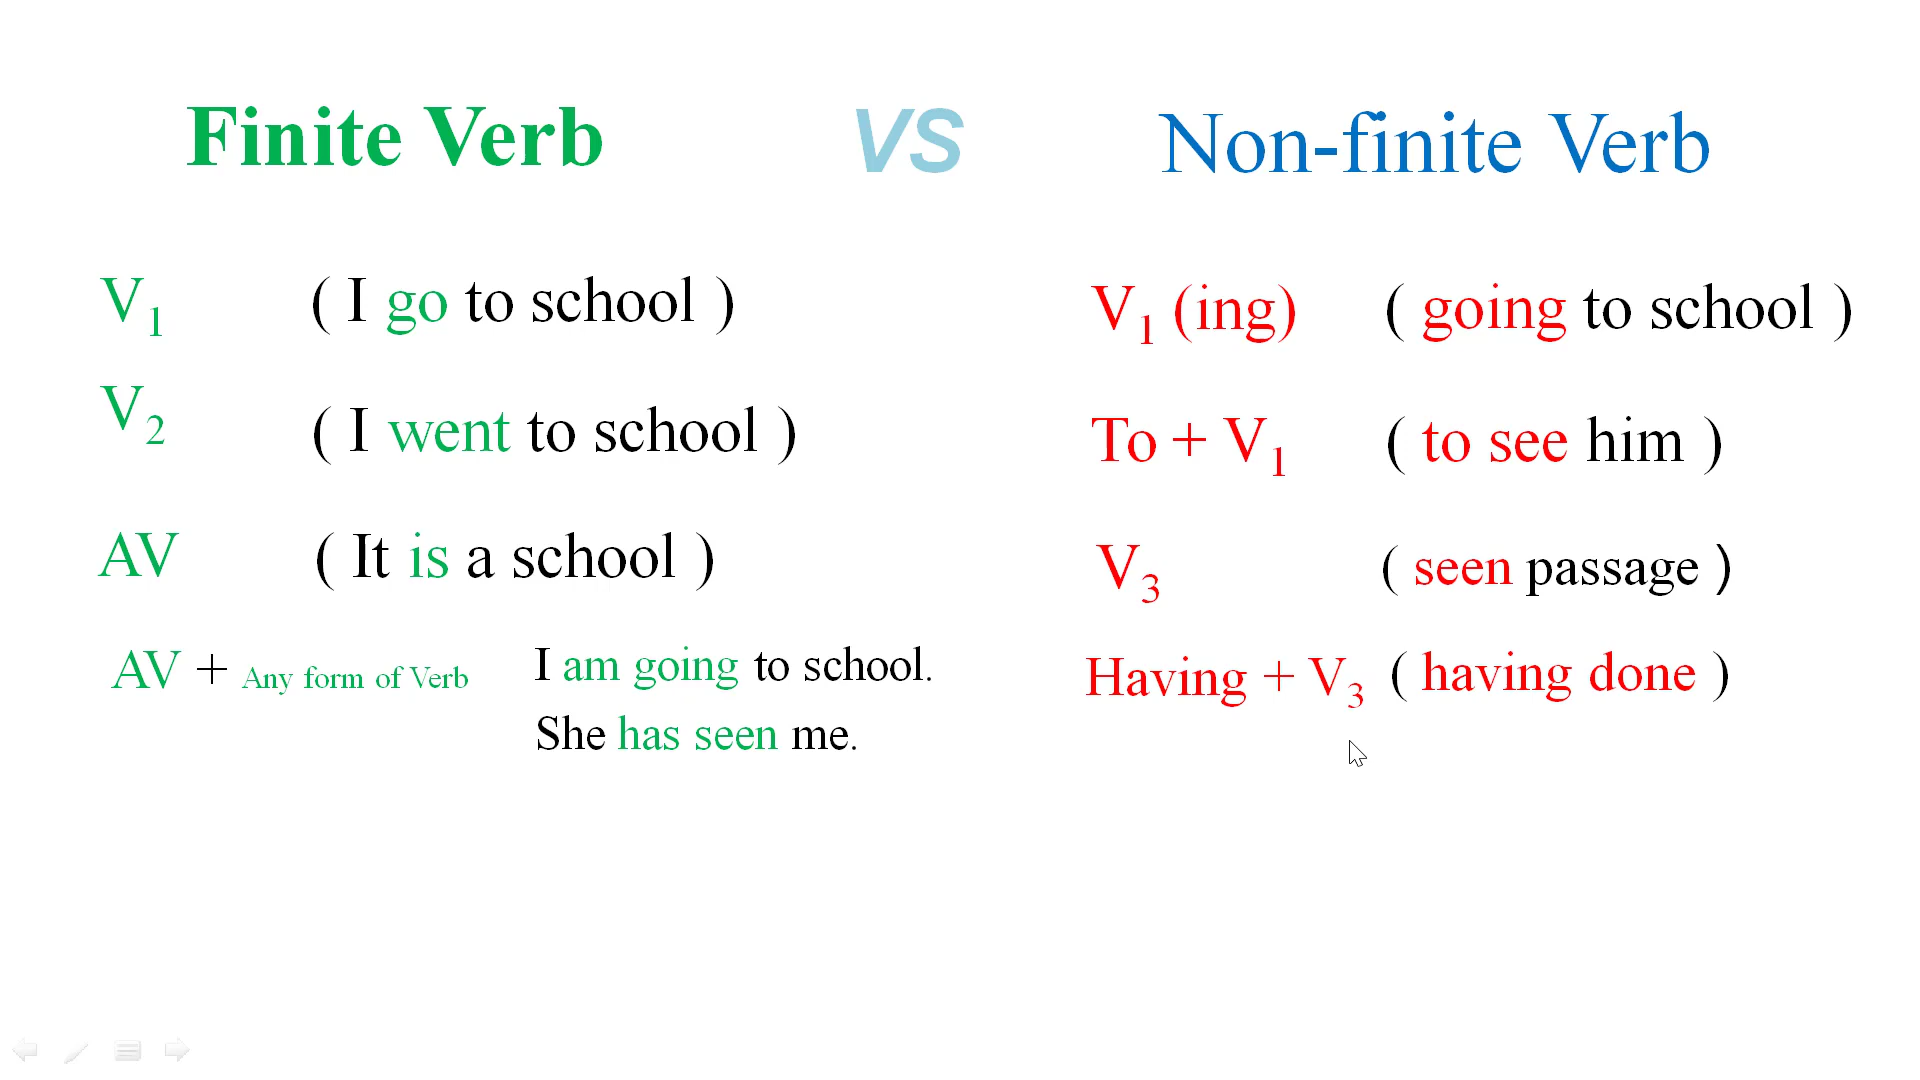 Finite Verb VS Non-finite Verb
V₁ ( I go to school )
V₂ ( I went to school )
AV ( It is a school )
AV + Any form of Verb I am going to school.
She has seen me.
V₁ (ing) ( going to school )
To + V₁ ( to see him )
V₃ ( seen passage )
Having + V₃ ( having done )